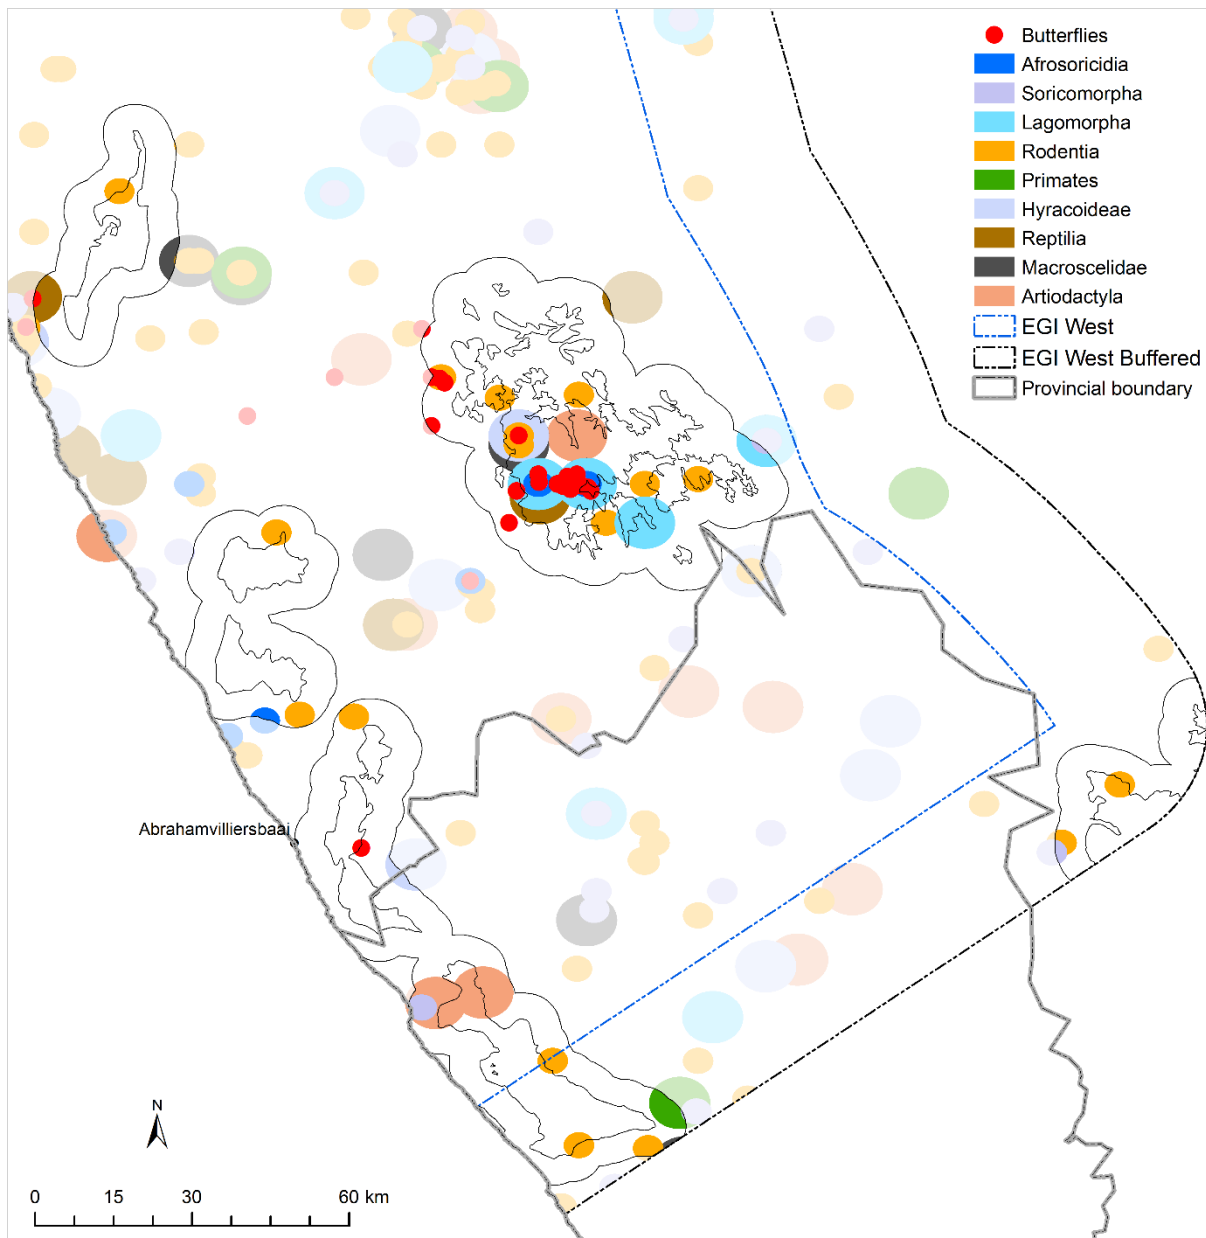 Butterflies
Afrosoricidia
Soricomorpha
Lagomorpha
Rodentia
Primates
Hyracoideae
Reptilia
Macroscelidae
Artiodactyla
EGI West
EGI West Buffered
Provincial boundary
Abrahamvilliersbaai
N
0 15 30 60 km